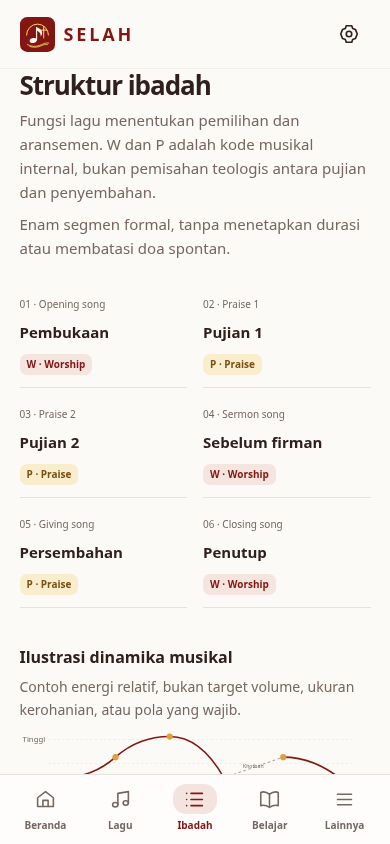 SELAH
Struktur ibadah
Fungsi lagu menentukan pemilihan dan
aransemen. W dan P adalah kode musikal
internal, bukan pemisahan teologis antara pujian
dan penyembahan.
Enam segmen formal, tanpa menetapkan durasi
atau membatasi doa spontan.
01 · Opening song
Pembukaan
W · Worship
02 · Praise 1
Pujian 1
P · Praise
03 · Praise 2
Pujian 2
P · Praise
04 · Sermon song
Sebelum firman
W · Worship
05 · Giving song
Persembahan
P · Praise
06 · Closing song
Penutup
W · Worship
Ilustrasi dinamika musikal
Contoh energi relatif, bukan target volume, ukuran
kerohanian, atau pola yang wajib.
Tinggi
Khotbah
Beranda
Lagu
Ibadah
Belajar
Lainnya